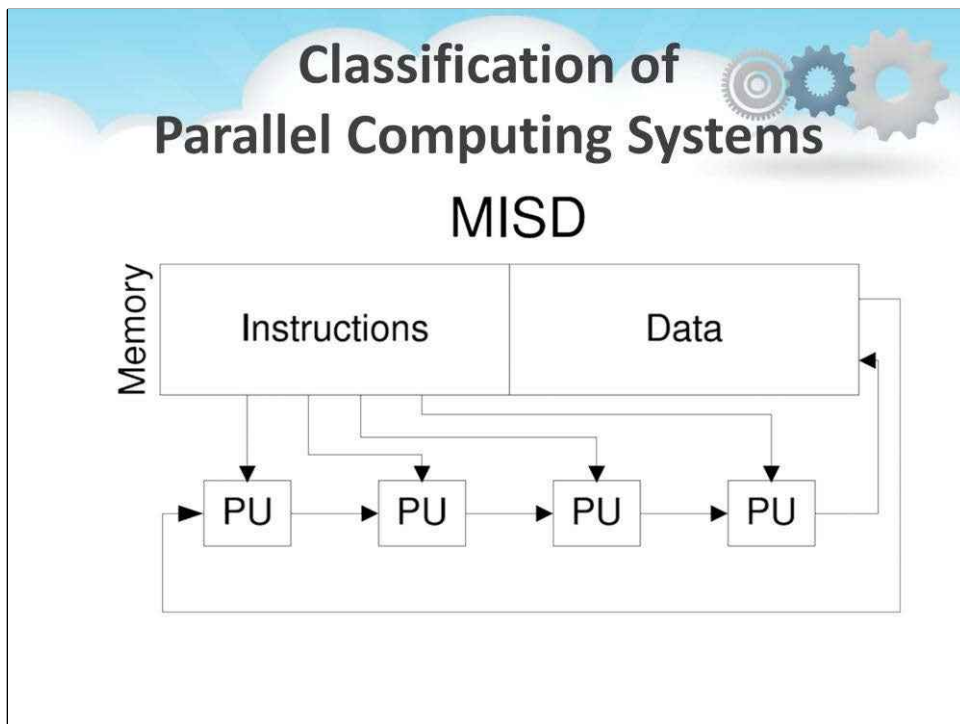 Classification of
Parallel Computing Systems
MISD
Memory
Instructions
Data
PU
PU
PU
PU